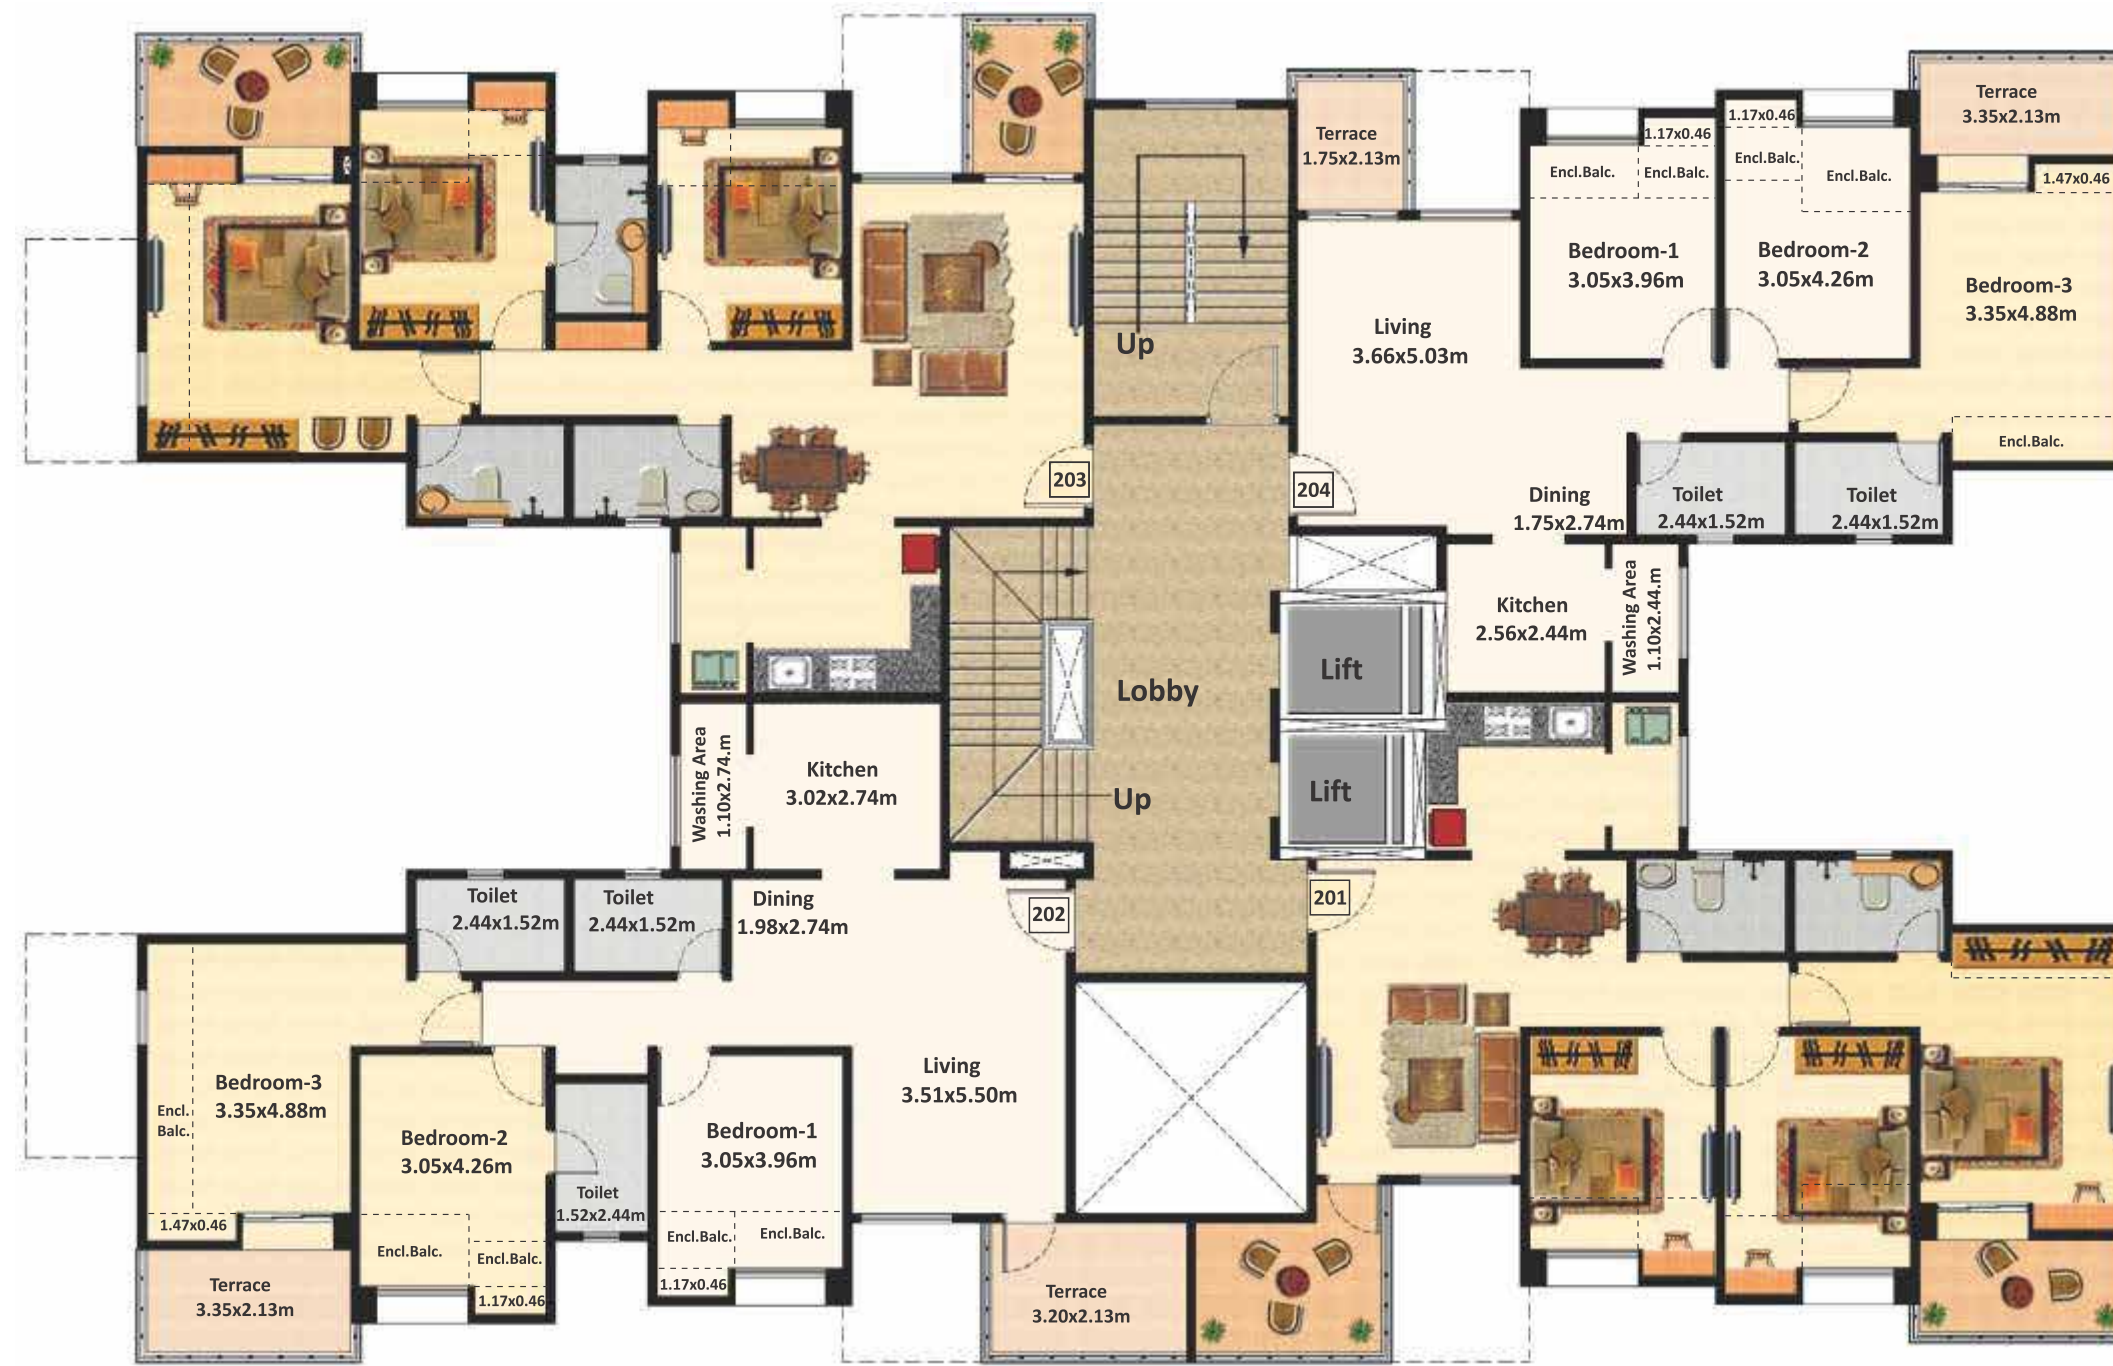 Terrace
3.35x2.13m
1.17x0.46
Terrace
1.75x2.13m
1.17x0.46
Encl.Balc.
Encl.Balc.
Encl.Balc.
Encl.Balc.
1.47x0.46
Bedroom-1
3.05x3.96m
Bedroom-2
3.05x4.26m
Bedroom-3
3.35x4.88m
Living
3.66x5.03m
Up
Encl.Balc.
203
204
Dining
1.75x2.74m
Toilet
2.44x1.52m
Toilet
2.44x1.52m
Kitchen
2.56x2.44m
Washing Area
1.10x2.44.m
Lift
Lobby
Washing Area
1.10x2.74.m
Kitchen
3.02x2.74m
Up
Lift
Toilet
2.44x1.52m
Toilet
2.44x1.52m
Dining
1.98x2.74m
202
201
Living
3.51x5.50m
Bedroom-3
3.35x4.88m
Encl.
Balc.
Bedroom-2
3.05x4.26m
Bedroom-1
3.05x3.96m
Toilet
1.52x2.44m
1.47x0.46
Encl.Balc.
Encl.Balc.
Encl.Balc.
Encl.Balc.
1.17x0.46
1.17x0.46
Terrace
3.35x2.13m
Terrace
3.20x2.13m